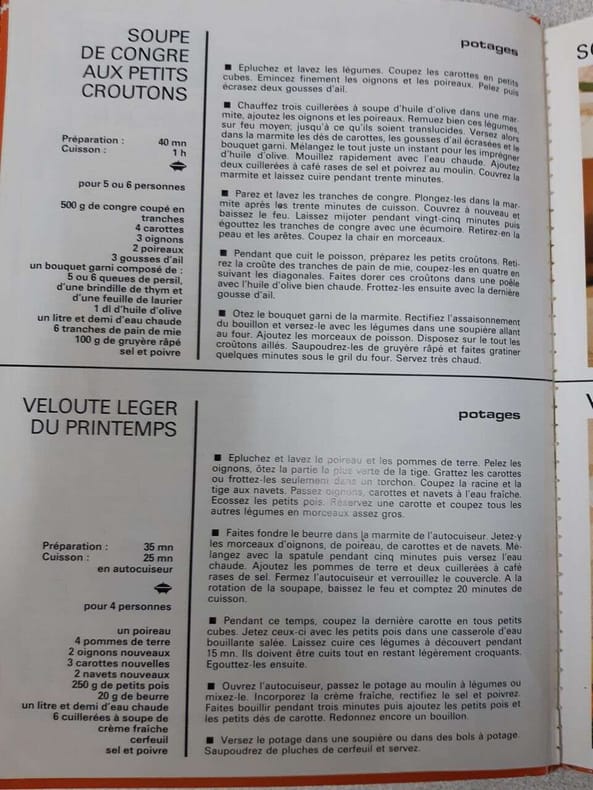 SOUPE
DE CONGRE
AUX PETITS
CROUTONS
Préparation : 40 mn
Cuisson : 1 h
pour 5 ou 6 personnes
500 g de congre coupé en
tranches
4 carottes
3 oignons
2 poireaux
3 gousses d'ail
un bouquet garni composé de :
5 ou 6 queues de persil,
d'une brindille de thym et
d'une feuille de laurier
1 dl d'huile d'olive
un litre et demi d'eau chaude
6 tranches de pain de mie
100 g de gruyère râpé
sel et poivre
potages
■ Epluchez et lavez les légumes. Coupez les carottes en petits
cubes. Emincez finement les oignons et les poireaux. Pelez puis
écrasez deux gousses d'ail.
■ Chauffez trois cuillerées à soupe d'huile d'olive dans une mar-
mite, ajoutez les oignons et les poireaux. Remuez bien ces légumes,
sur feu moyen, jusqu'à ce qu'ils soient translucides. Versez alors
dans la marmite les dés de carottes, les gousses d'ail écrasées et le
bouquet garni. Mélangez le tout juste un instant pour les imprégner
d'huile d'olive. Mouillez rapidement avec l'eau chaude. Ajoutez
deux cuillerées à café rases de sel et poivrez au moulin. Couvrez la
marmite et laissez cuire pendant trente minutes.
■ Parez et lavez les tranches de congre. Plongez-les dans la mar-
mite après les trente minutes de cuisson. Couvrez à nouveau et
baissez le feu. Laissez mijoter pendant vingt-cinq minutes puis
égouttez les tranches de congre avec une écumoire. Retirez-en la
peau et les arêtes. Coupez la chair en morceaux.
■ Pendant que cuit le poisson, préparez les petits croûtons. Reti-
rez la croûte des tranches de pain de mie, coupez-les en quatre en
suivant les diagonales. Faites dorer ces croûtons dans une poêle
avec l'huile d'olive bien chaude. Frottez-les ensuite avec la dernière
gousse d'ail.
■ Otez le bouquet garni de la marmite. Rectifiez l'assaisonnement
du bouillon et versez-le avec les légumes dans une soupière allant
au four. Ajoutez les morceaux de poisson. Disposez sur le tout les
croûtons aillés. Saupoudrez-les de gruyère râpé et faites gratiner
quelques minutes sous le gril du four. Servez très chaud.
VELOUTE LEGER
DU PRINTEMPS
Préparation : 35 mn
Cuisson : 25 mn
en autocuiseur
pour 4 personnes
un poireau
4 pommes de terre
2 oignons nouveaux
3 carottes nouvelles
2 navets nouveaux
250 g de petits pois
20 g de beurre
un litre et demi d'eau chaude
6 cuillerées à soupe de
crème fraîche
cerfeuil
sel et poivre
potages
■ Epluchez et lavez le poireau et les pommes de terre. Pelez les
oignons, ôtez la partie la plus verte de la tige. Grattez les carottes
ou frottez-les seulement dans un torchon. Coupez la racine et la
tige aux navets. Passez oignons, carottes et navets à l'eau fraîche.
Ecossez les petits pois. Réservez une carotte et coupez tous les
autres légumes en morceaux assez gros.
■ Faites fondre le beurre dans la marmite de l'autocuiseur. Jetez-y
les morceaux d'oignons, de poireau, de carottes et de navets. Mé-
langez avec la spatule pendant cinq minutes puis versez l'eau
chaude. Ajoutez les pommes de terre et deux cuillerées à café
rases de sel. Fermez l'autocuiseur et verrouillez le couvercle. A la
rotation de la soupape, baissez le feu et comptez 20 minutes de
cuisson.
■ Pendant ce temps, coupez la dernière carotte en tous petits
cubes. Jetez ceux-ci avec les petits pois dans une casserole d'eau
bouillante salée. Laissez cuire ces légumes à découvert pendant
15 mn. Ils doivent être cuits tout en restant légèrement croquants.
Egouttez-les ensuite.
■ Ouvrez l'autocuiseur, passez le potage au moulin à légumes ou
mixez-le. Incorporez la crème fraîche, rectifiez le sel et poivrez.
Faites bouillir pendant trois minutes puis ajoutez les petits pois et
les petits dés de carotte. Redonnez encore un bouillon.
■ Versez le potage dans une soupière ou dans des bols à potage.
Saupoudrez de pluches de cerfeuil et servez.